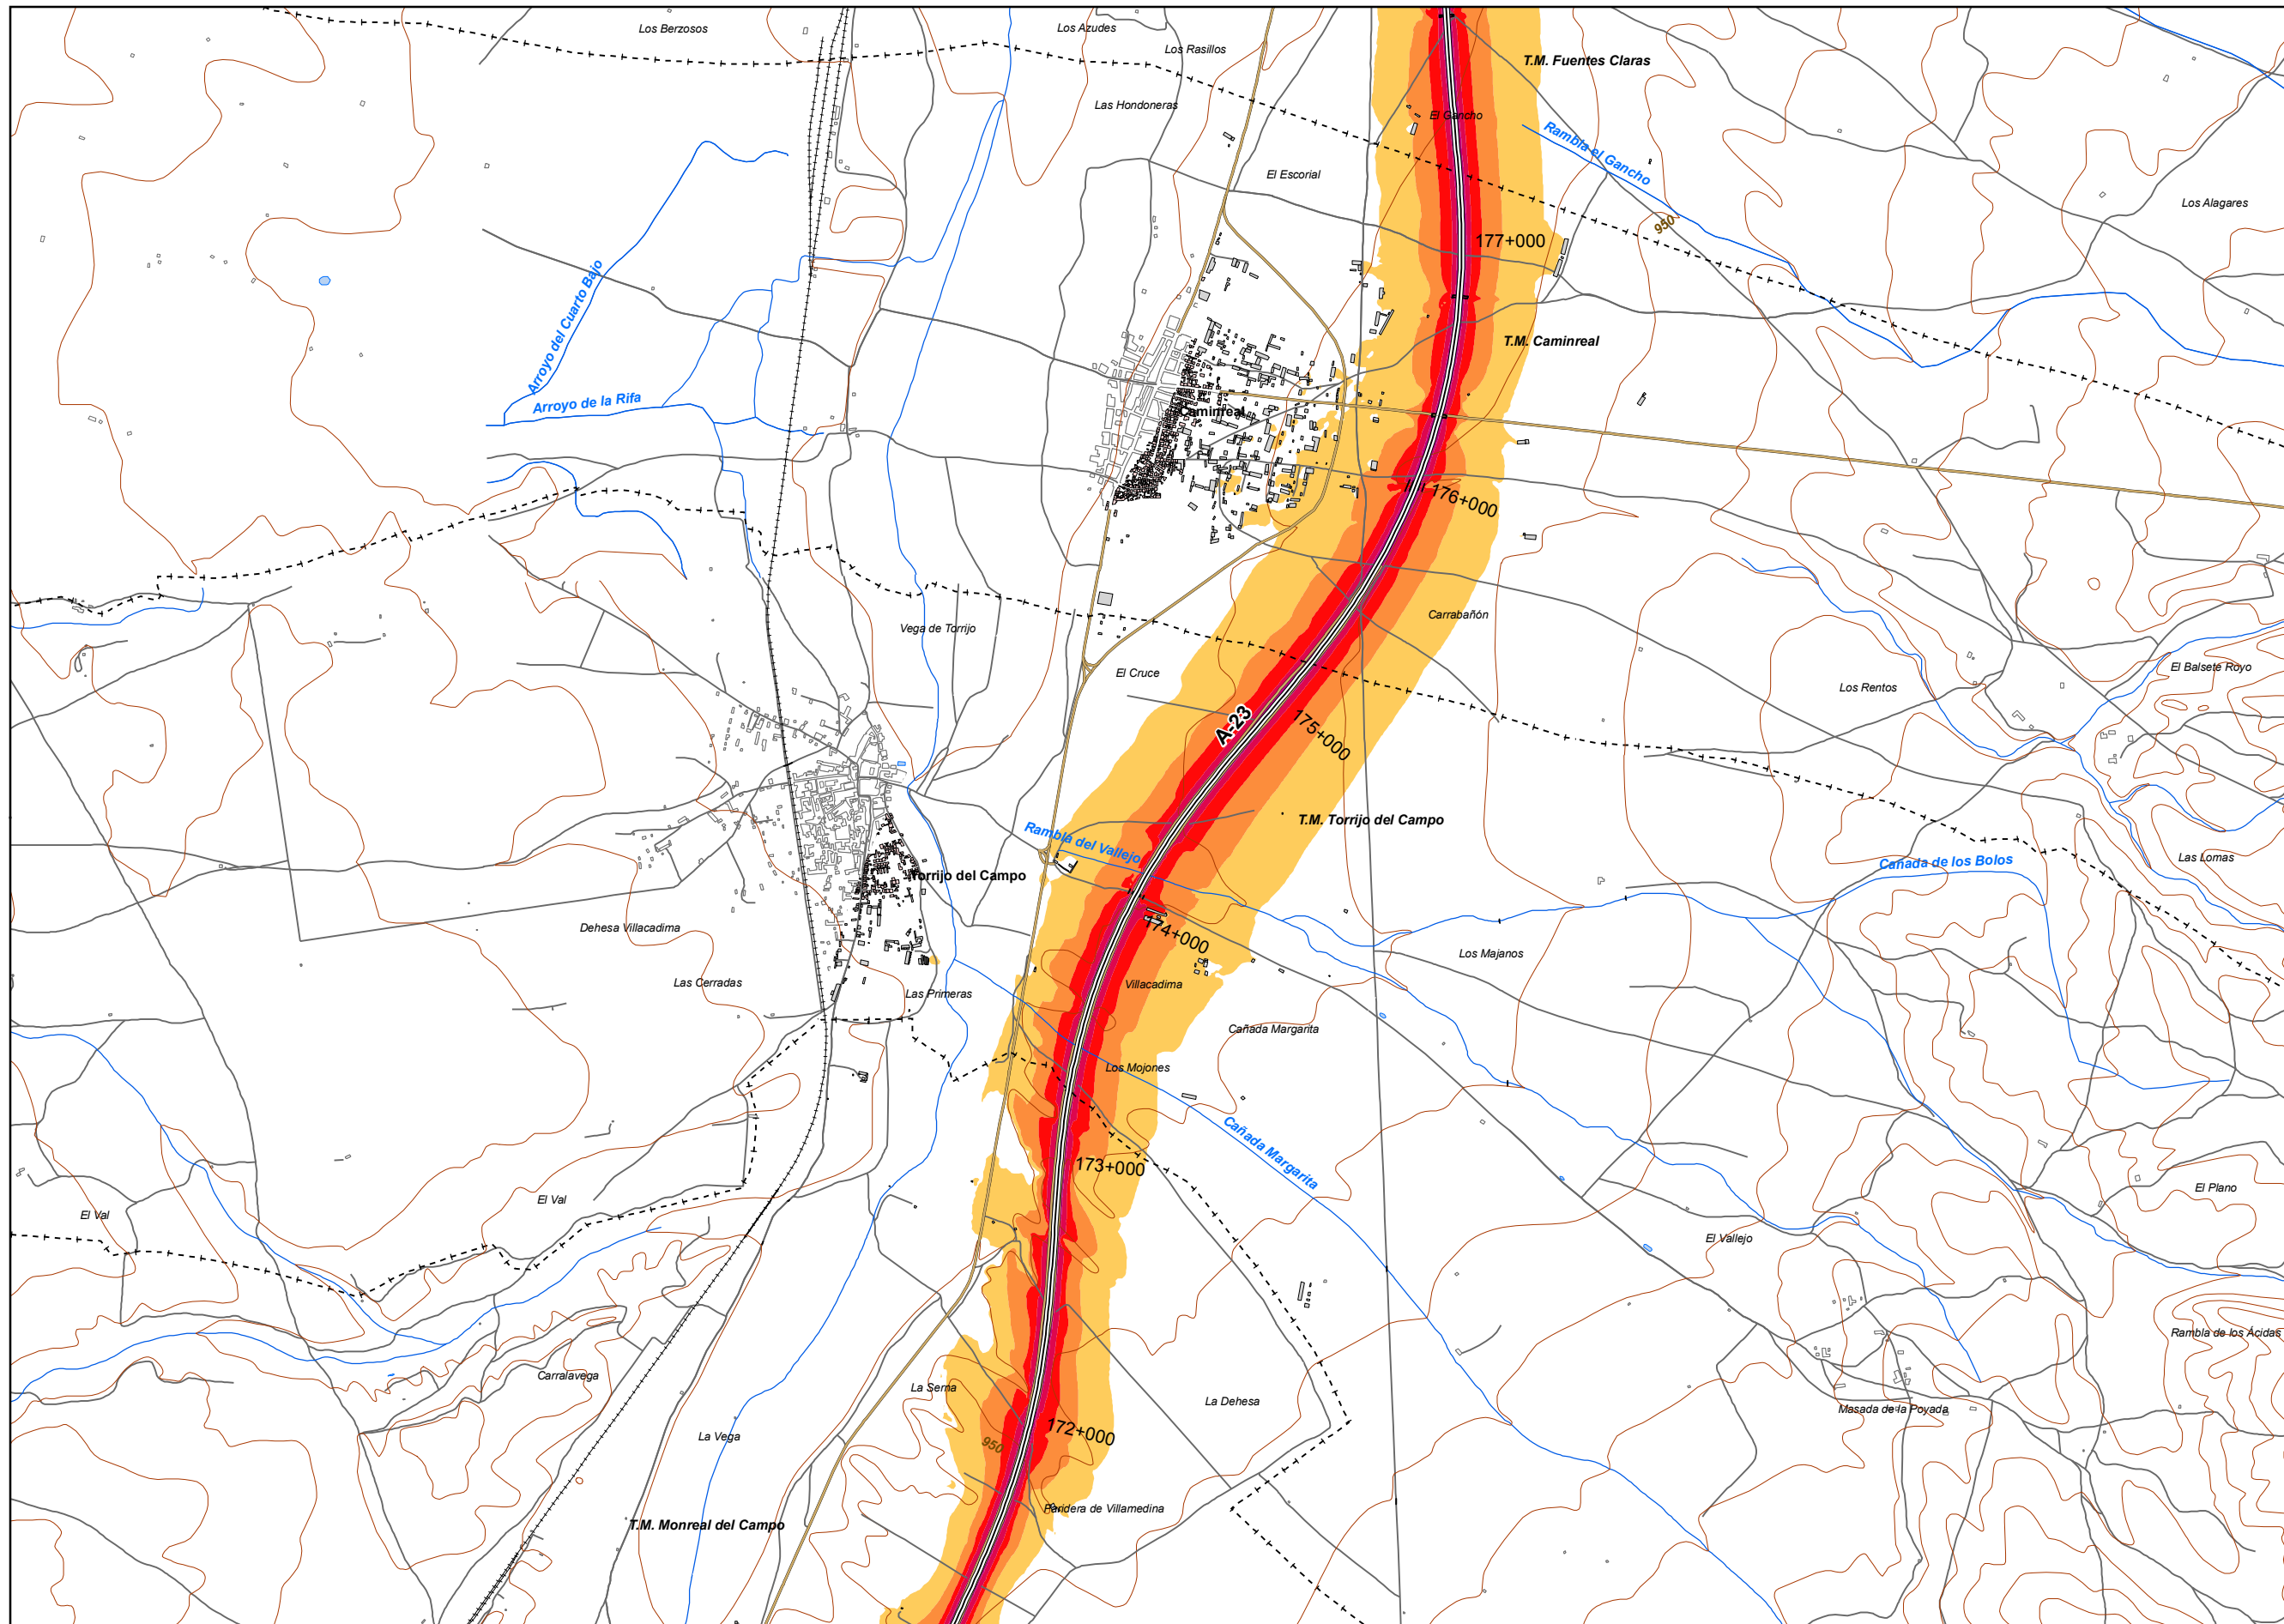 Los Berzosos
Los Azudes
Los Rasillos
T.M. Fuentes Claras
Las Hondoneras
El Gancho
Rambla el Gancho
El Escorial
Los Alagares
950
177+000
Arroyo del Cuarto Bajo
T.M. Caminreal
Arroyo de la Rifa
Caminreal
176+000
Carrabañón
Vega de Torrijo
El Cruce
El Balsete Royo
Los Rentos
A-23
175+000
T.M. Torrijo del Campo
Rambla del Vallejo
Cañada de los Bolos
Las Lomas
Torrijo del Campo
Dehesa Villacadima
174+000
Los Majanos
Las Cerradas
Las Primeras
Villacadima
Cañada Margarita
Los Mojones
Cañada Margarita
173+000
El Val
El Val
El Plano
El Vallejo
Rambla de los Ácidas
Carralavega
La Serna
La Dehesa
Masada de la Poyada
La Vega
172+000
950
Paridera de Villamedina
T.M. Monreal del Campo